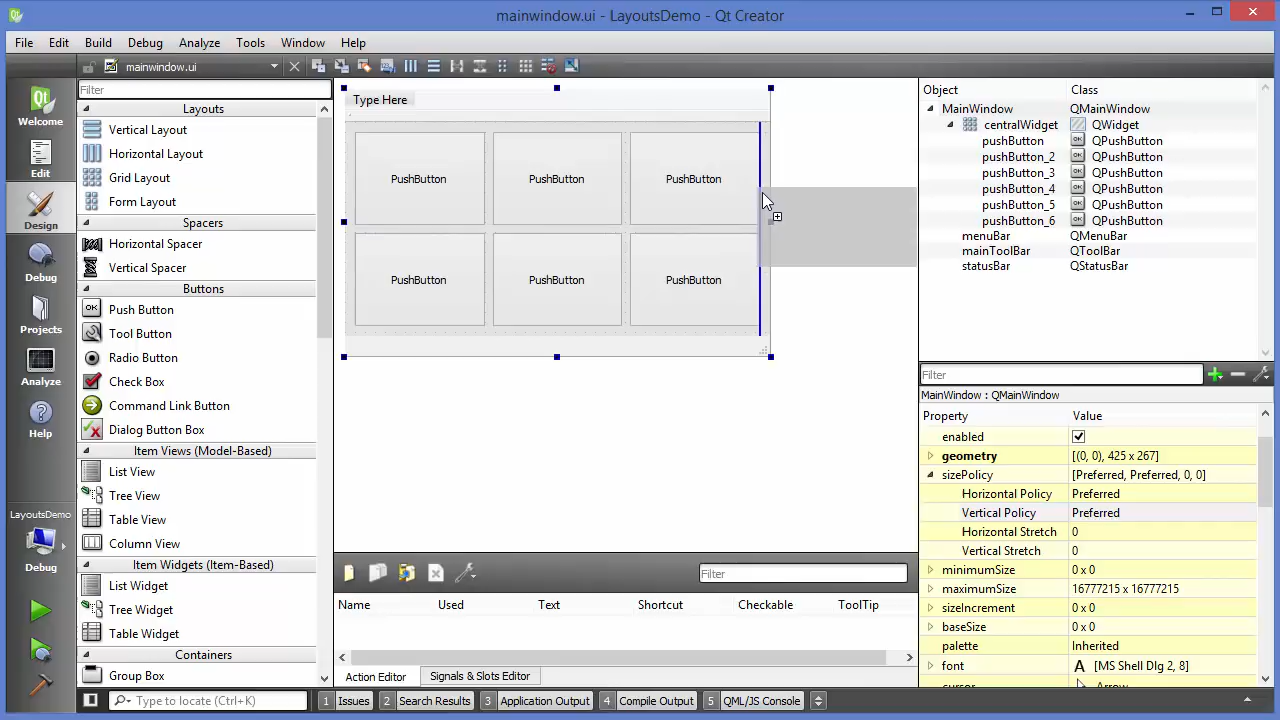 mainwindow.ui - LayoutsDemo - Qt Creator
File Edit Build Debug Analyze Tools Window Help
mainwindow.ui
Welcome
Edit
Design
Debug
Projects
Analyze
Help
LayoutsDemo
Debug
Filter
Layouts
Vertical Layout
Horizontal Layout
Grid Layout
Form Layout
Spacers
Horizontal Spacer
Vertical Spacer
Buttons
OK Push Button
Tool Button
Radio Button
Check Box
Command Link Button
Dialog Button Box
Item Views (Model-Based)
List View
Tree View
Table View
Column View
Item Widgets (Item-Based)
List Widget
Tree Widget
Table Widget
Containers
Group Box
Type Here
PushButton PushButton PushButton
PushButton PushButton PushButton
Filter
Name Used Text Shortcut Checkable ToolTip
Action Editor Signals & Slots Editor
Object Class
MainWindow QMainWindow
centralWidget QWidget
pushButton OK QPushButton
pushButton_2 OK QPushButton
pushButton_3 OK QPushButton
pushButton_4 OK QPushButton
pushButton_5 OK QPushButton
pushButton_6 OK QPushButton
menuBar QMenuBar
mainToolBar QToolBar
statusBar QStatusBar
Filter
MainWindow : QMainWindow
Property Value
enabled
geometry [(0, 0), 425 x 267]
sizePolicy [Preferred, Preferred, 0, 0]
Horizontal Policy Preferred
Vertical Policy Preferred
Horizontal Stretch 0
Vertical Stretch 0
minimumSize 0 x 0
maximumSize 16777215 x 16777215
sizeIncrement 0 x 0
baseSize 0 x 0
palette Inherited
font A [MS Shell Dlg 2, 8]
cursor Arrow
Type to locate (Ctrl+K) 1 Issues 2 Search Results 3 Application Output 4 Compile Output 5 QML/JS Console